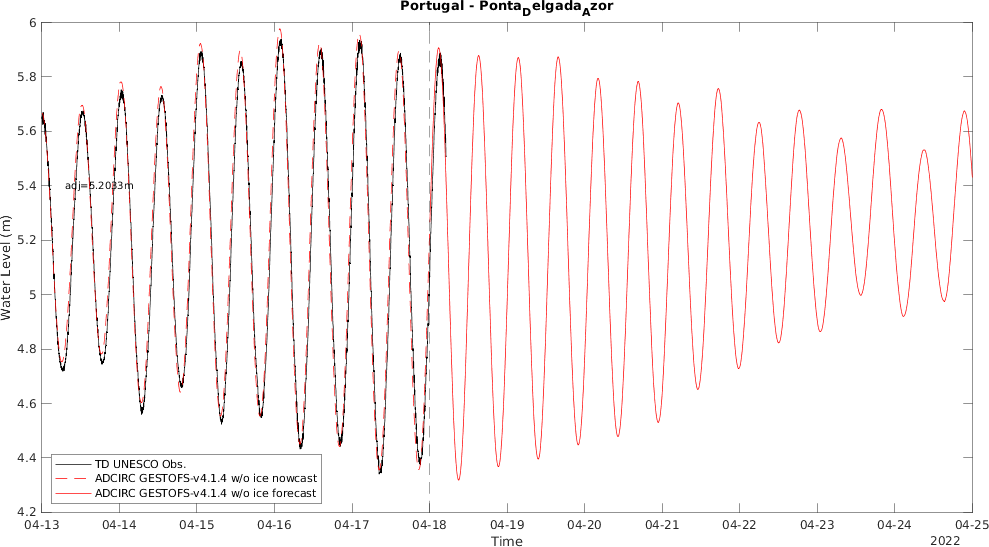 Portugal - Ponta_Delgada_Azor
6
5.8
5.6
5.4
5.2
5
4.8
4.6
4.4
4.2
Water Level (m)
adj=5.2033m
TD UNESCO Obs.
ADCIRC GESTOFS-v4.1.4 w/o ice nowcast
ADCIRC GESTOFS-v4.1.4 w/o ice forecast
04-13 04-14 04-15 04-16 04-17 04-18 04-19 04-20 04-21 04-22 04-23 04-24 04-25
Time
2022